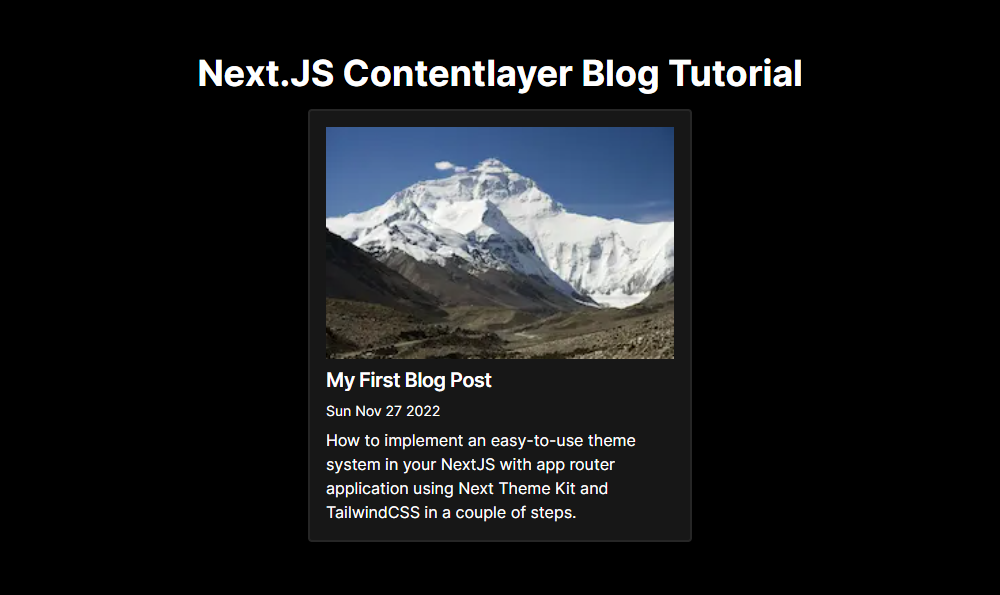 Next.JS Contentlayer Blog Tutorial
My First Blog Post
Sun Nov 27 2022
How to implement an easy-to-use theme
system in your NextJS with app router
application using Next Theme Kit and
TailwindCSS in a couple of steps.